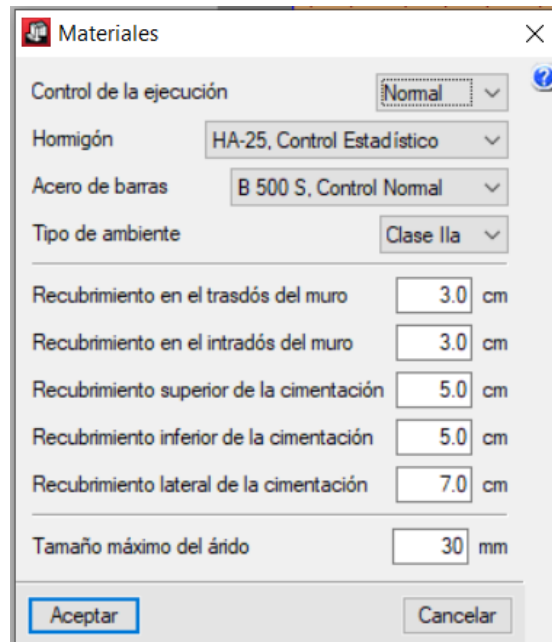 Materiales
Control de la ejecución Normal
Hormigón HA-25, Control Estadístico
Acero de barras B 500 S, Control Normal
Tipo de ambiente Clase IIa
Recubrimiento en el trasdós del muro 3.0 cm
Recubrimiento en el intradós del muro 3.0 cm
Recubrimiento superior de la cimentación 5.0 cm
Recubrimiento inferior de la cimentación 5.0 cm
Recubrimiento lateral de la cimentación 7.0 cm
Tamaño máximo del árido 30 mm
Aceptar Cancelar